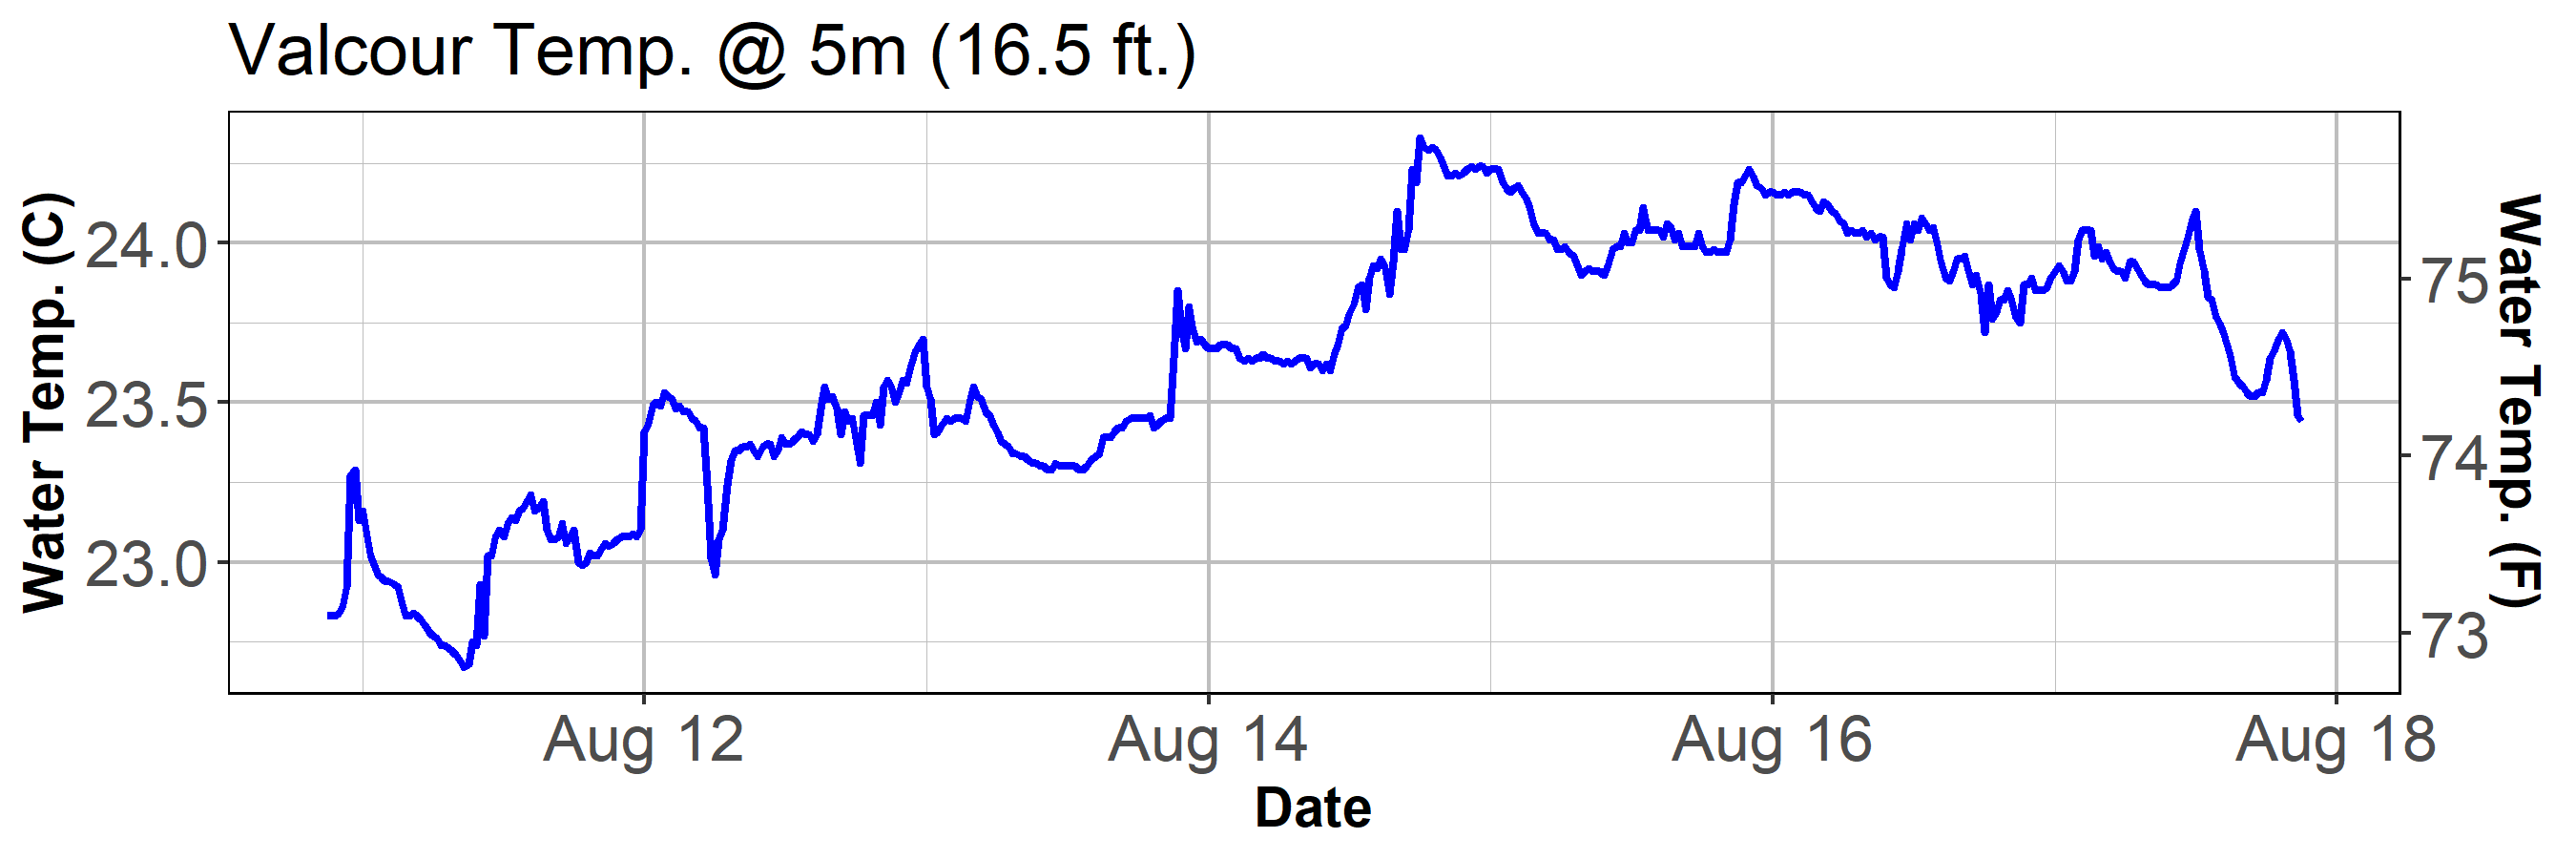 Valcour Temp. @ 5m (16.5 ft.)
Water Temp. (C)
24.0
23.5
23.0
75
74
73
Water Temp. (F)
Aug 12 Aug 14 Aug 16 Aug 18
Date